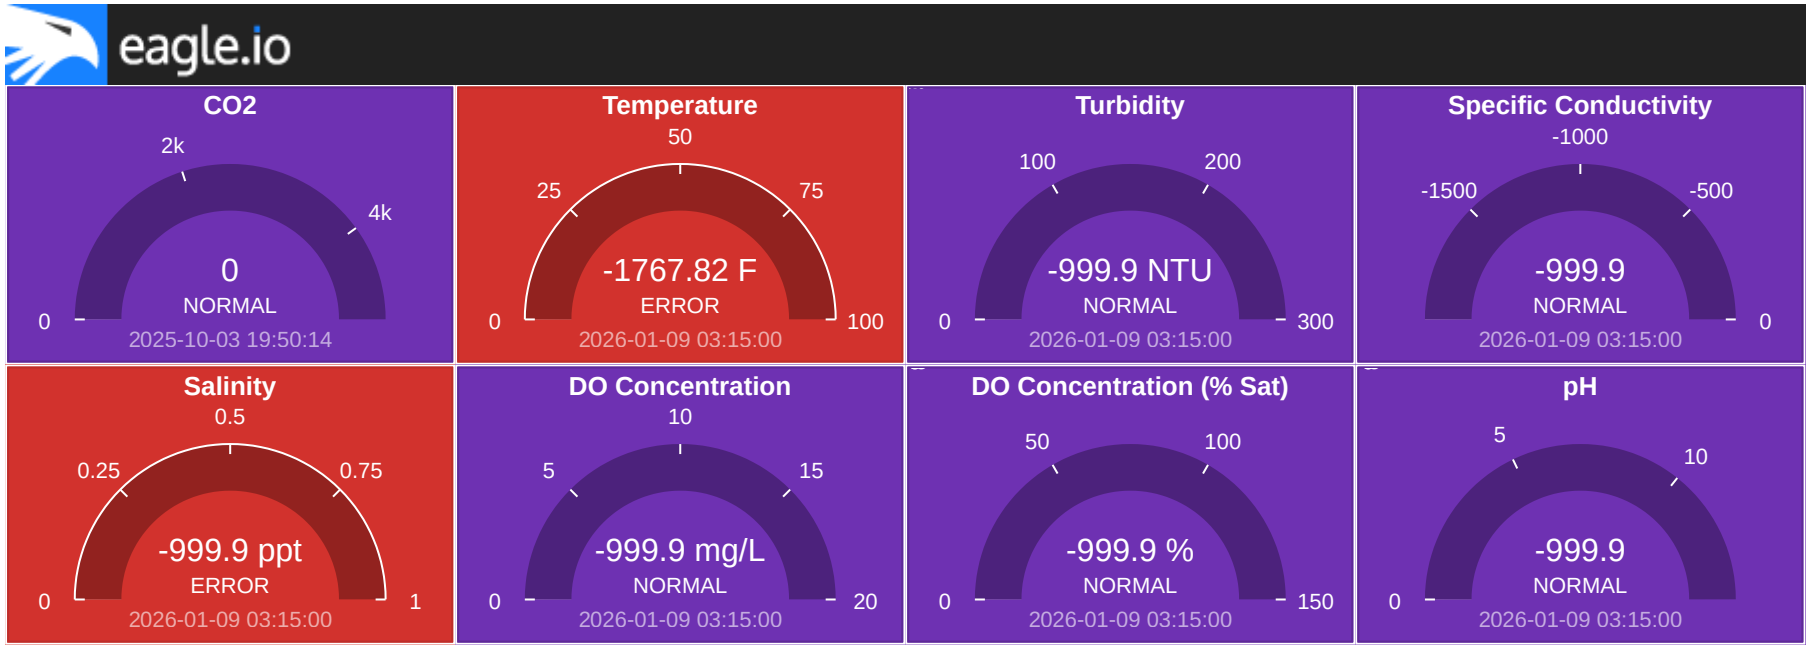 eagle.io
CO2
2k
4k
0
NORMAL
0
2025-10-03 19:50:14
Temperature
50
25
75
-1767.82 F
ERROR
0
100
2026-01-09 03:15:00
Turbidity
100
200
-999.9 NTU
NORMAL
0
300
2026-01-09 03:15:00
Specific Conductivity
-1000
-1500
-500
-999.9
NORMAL
0
2026-01-09 03:15:00
Salinity
0.5
0.25
0.75
-999.9 ppt
ERROR
0
1
2026-01-09 03:15:00
DO Concentration
10
5
15
-999.9 mg/L
NORMAL
0
20
2026-01-09 03:15:00
DO Concentration (% Sat)
50
100
-999.9 %
NORMAL
0
150
2026-01-09 03:15:00
pH
5
10
-999.9
NORMAL
0
2026-01-09 03:15:00